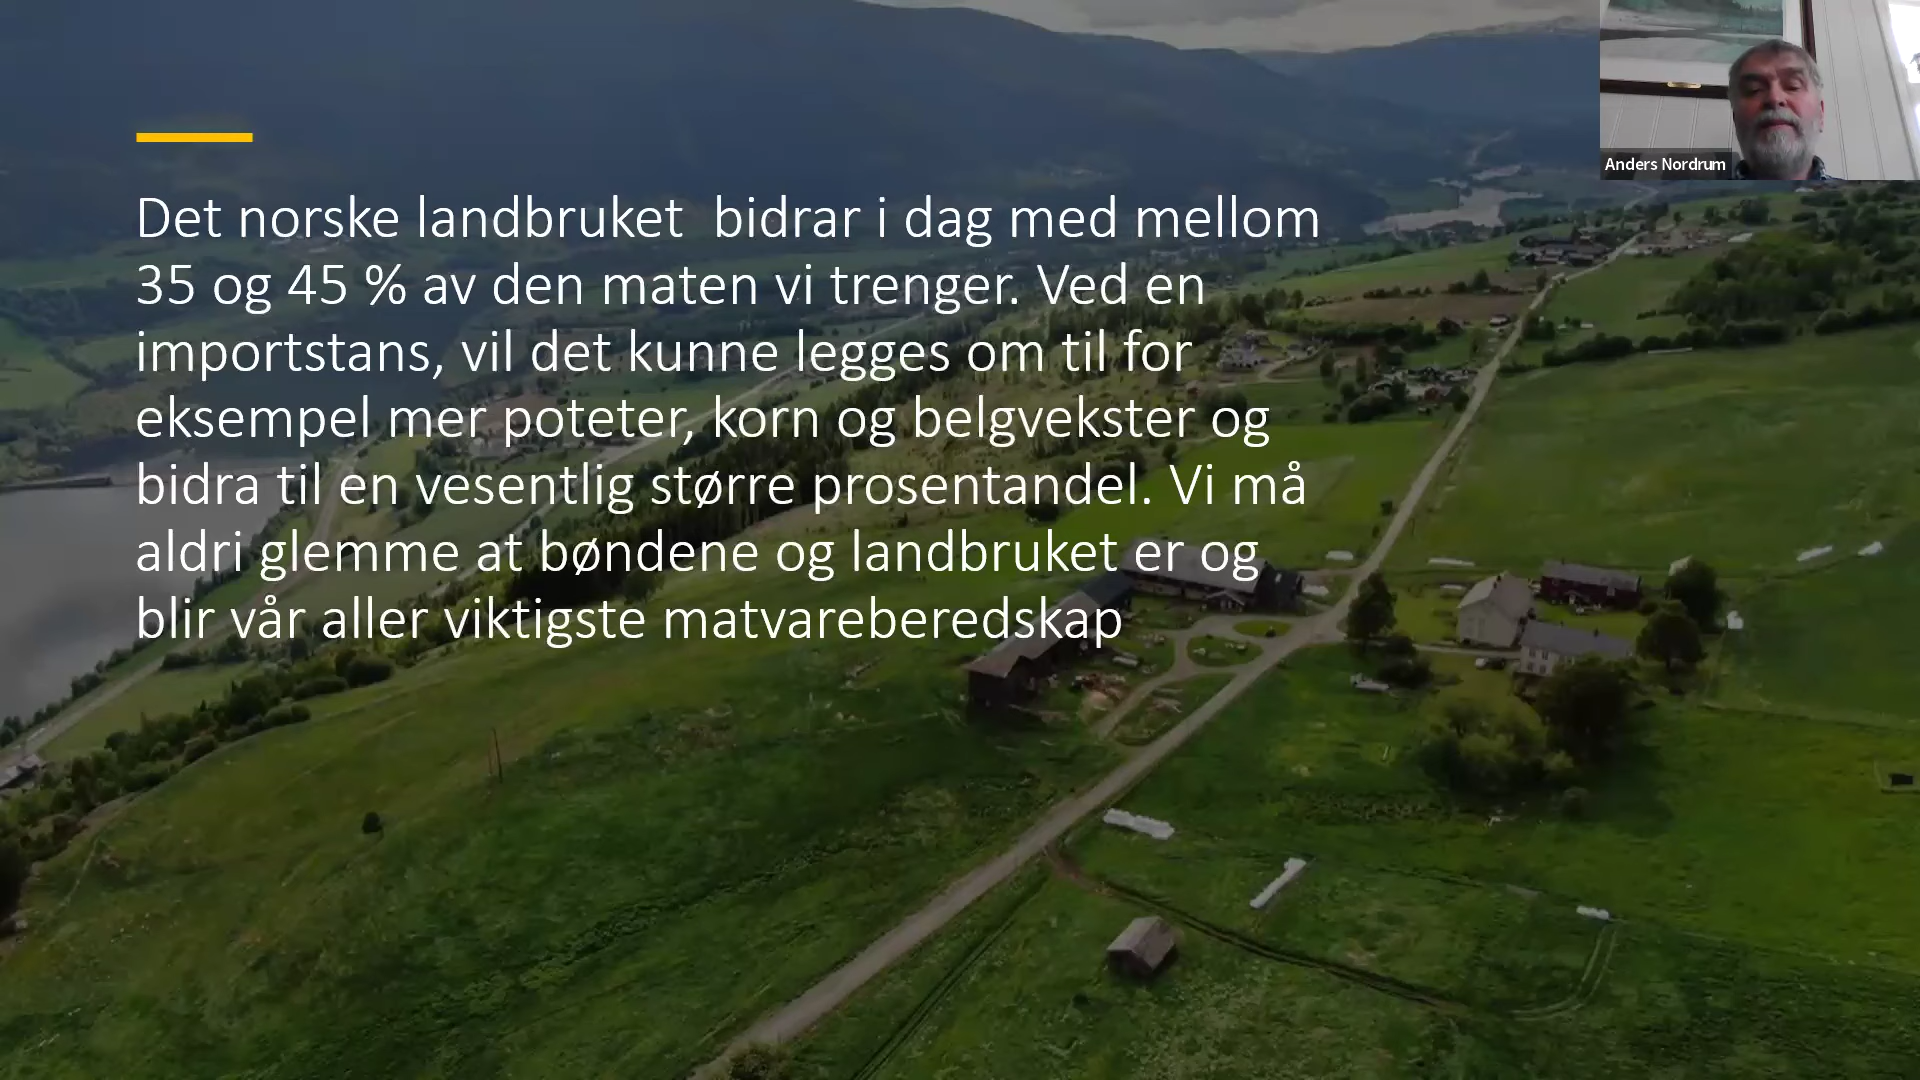 Anders Nordrum
Det norske landbruket  bidrar i dag med mellom
35 og 45 % av den maten vi trenger. Ved en
importstans, vil det kunne legges om til for
eksempel mer poteter, korn og belgvekster og
bidra til en vesentlig større prosentandel. Vi må
aldri glemme at bøndene og landbruket er og
blir vår aller viktigste matvareberedskap